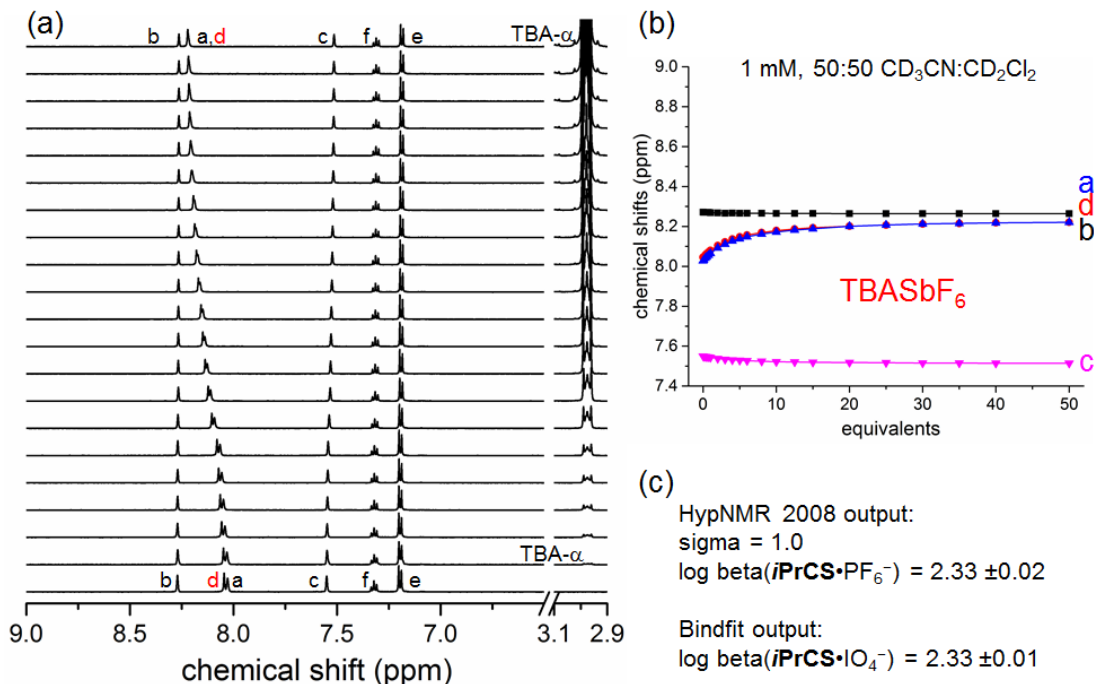 (a)
b a,d c f e TBA-α
TBA-α
b d a c f e
9.0 8.5 8.0 7.5 7.0 3.1 2.9
chemical shift (ppm)
(b)
1 mM, 50:50 CD₃CN:CD₂Cl₂
9.0
8.8
8.6
8.4
8.2
8.0
7.8
7.6
7.4
chemical shifts (ppm)
a
d
b
TBASbF₆
c
0 10 20 30 40 50
equivalents
(c)
HypNMR 2008 output:
sigma = 1.0
log beta(iPrCS•PF₆⁻) = 2.33 ±0.02
Bindfit output:
log beta(iPrCS•IO₄⁻) = 2.33 ±0.01